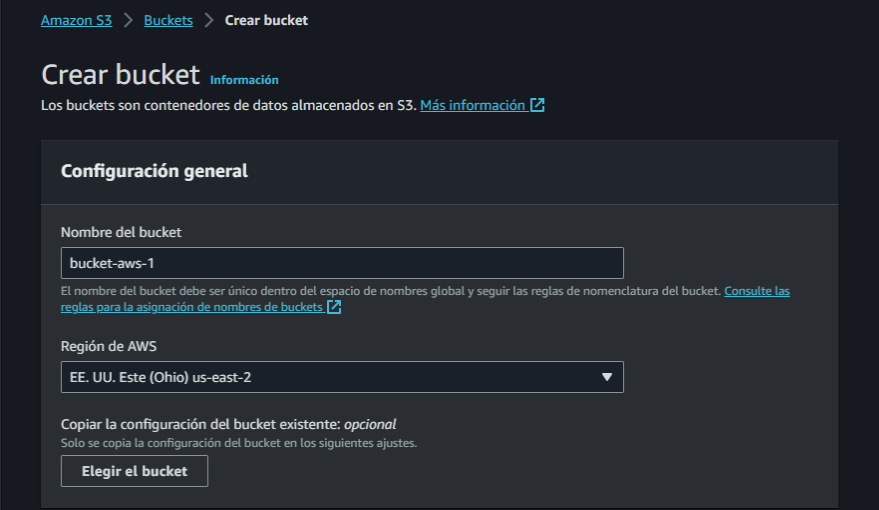 Amazon S3 > Buckets > Crear bucket
Crear bucket Información
Los buckets son contenedores de datos almacenados en S3. Más información
Configuración general
Nombre del bucket
bucket-aws-1
El nombre del bucket debe ser único dentro del espacio de nombres global y seguir las reglas de nomenclatura del bucket. Consulte las
reglas para la asignación de nombres de buckets
Región de AWS
EE. UU. Este (Ohio) us-east-2
Copiar la configuración del bucket existente: opcional
Solo se copia la configuración del bucket en los siguientes ajustes.
Elegir el bucket